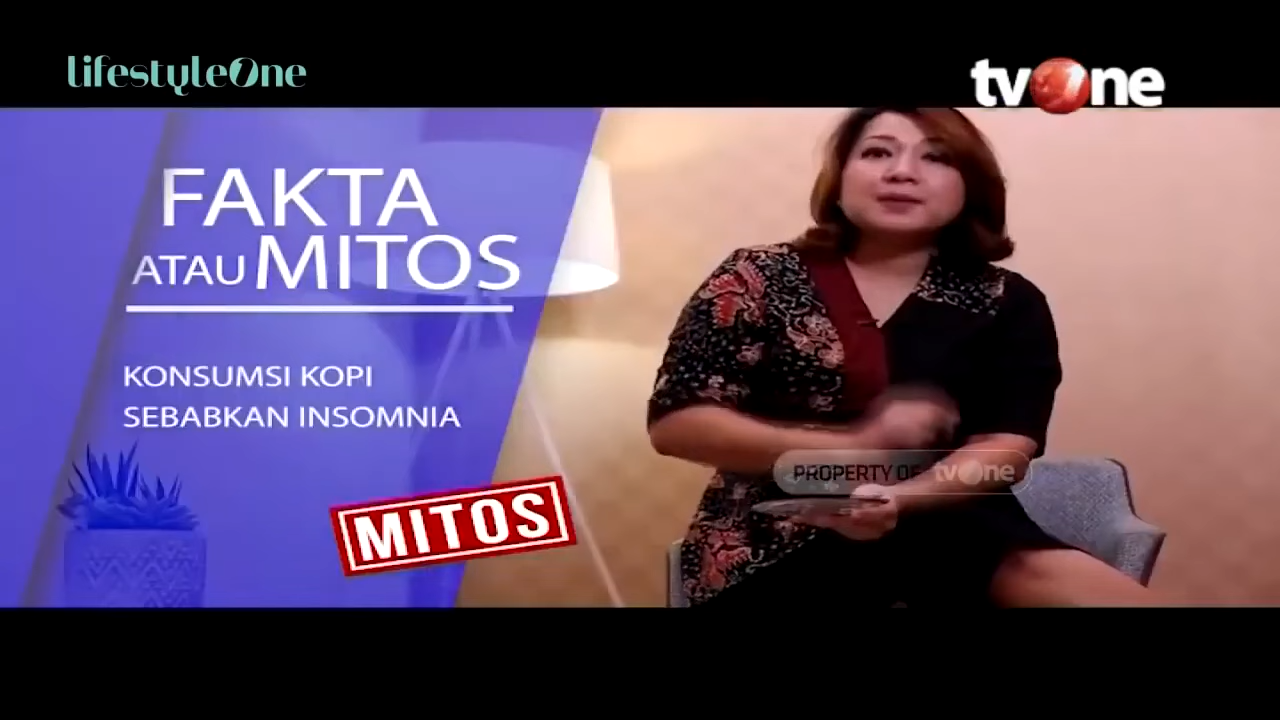 lifestyleOne
tvOne
FAKTA
ATAU MITOS
KONSUMSI KOPI
SEBABKAN INSOMNIA
PROPERTY OF tvOne
MITOS